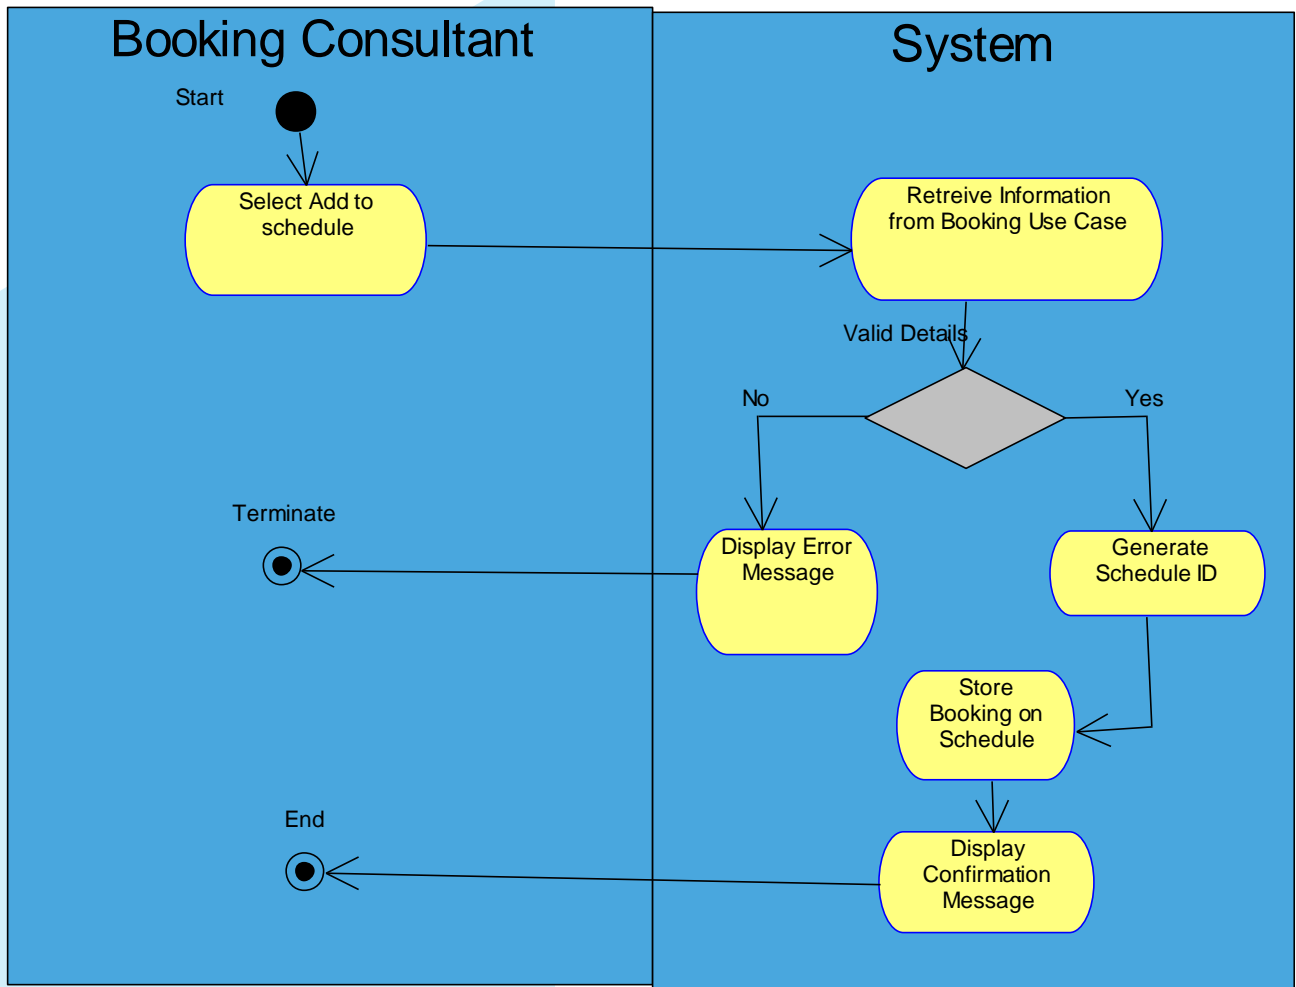 Booking Consultant
System
Start
Select Add to
schedule
Retreive Information
from Booking Use Case
Valid Details
No
Yes
Terminate
Display Error
Message
Generate
Schedule ID
Store
Booking on
Schedule
End
Display
Confirmation
Message